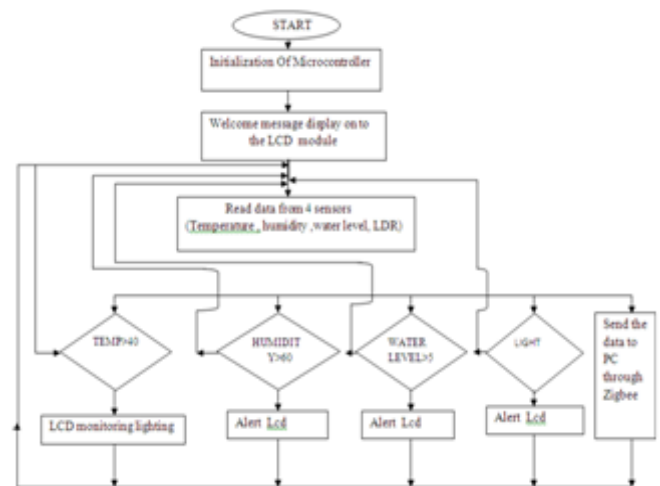 START
Initialization Of Microcontroller
Welcome message display on to
the LCD module
Read data from 4 sensors
(Temperature , humidity ,water level, LDR)
TEMP>40
HUMIDIT
Y>60
WATER
LEVEL>5
LIGHT
Send the
data to
PC
through
Zigbee
LCD monitoring lighting
Alert Lcd
Alert Lcd
Alert Lcd